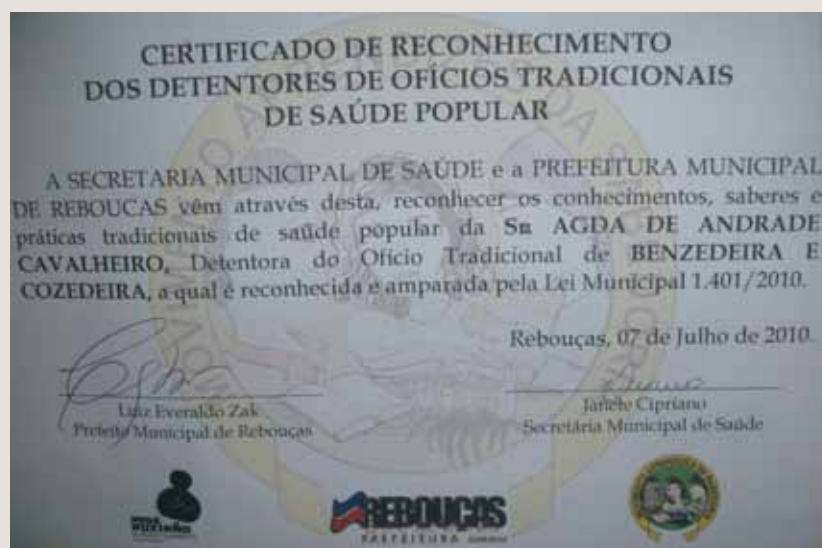 CERTIFICADO DE RECONHECIMENTO
DOS DETENTORES DE OFÍCIOS TRADICIONAIS
DE SAÚDE POPULAR
A SECRETARIA MUNICIPAL DE SAÚDE e a PREFEITURA MUNICIPAL
DE REBOUCAS vêm através desta, reconhecer os conhecimentos, saberes e
práticas tradicionais de saúde popular da Sra AGDA DE ANDRADE
CAVALHEIRO, Detentora do Ofício Tradicional de BENZEDEIRA E
COZEDEIRA, a qual é reconhecida e amparada pela Lei Municipal 1.401/2010.
Rebouças, 07 de Julho de 2010.
Luiz Everaldo Zak
Prefeito Municipal de Rebouças
Janete Cipriano
Secretária Municipal de Saúde
REBOUÇAS
PREFEITURA